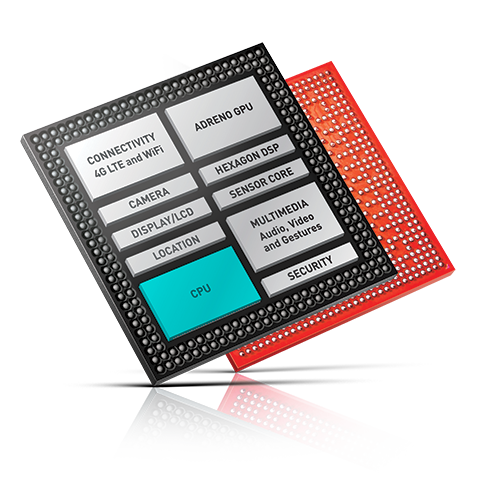 CONNECTIVITY
4G LTE and WiFi
ADRENO GPU
CAMERA
DISPLAY/LCD
LOCATION
CPU
HEXAGON DSP
SENSOR CORE
MULTIMEDIA
Audio, Video
and Gestures
SECURITY